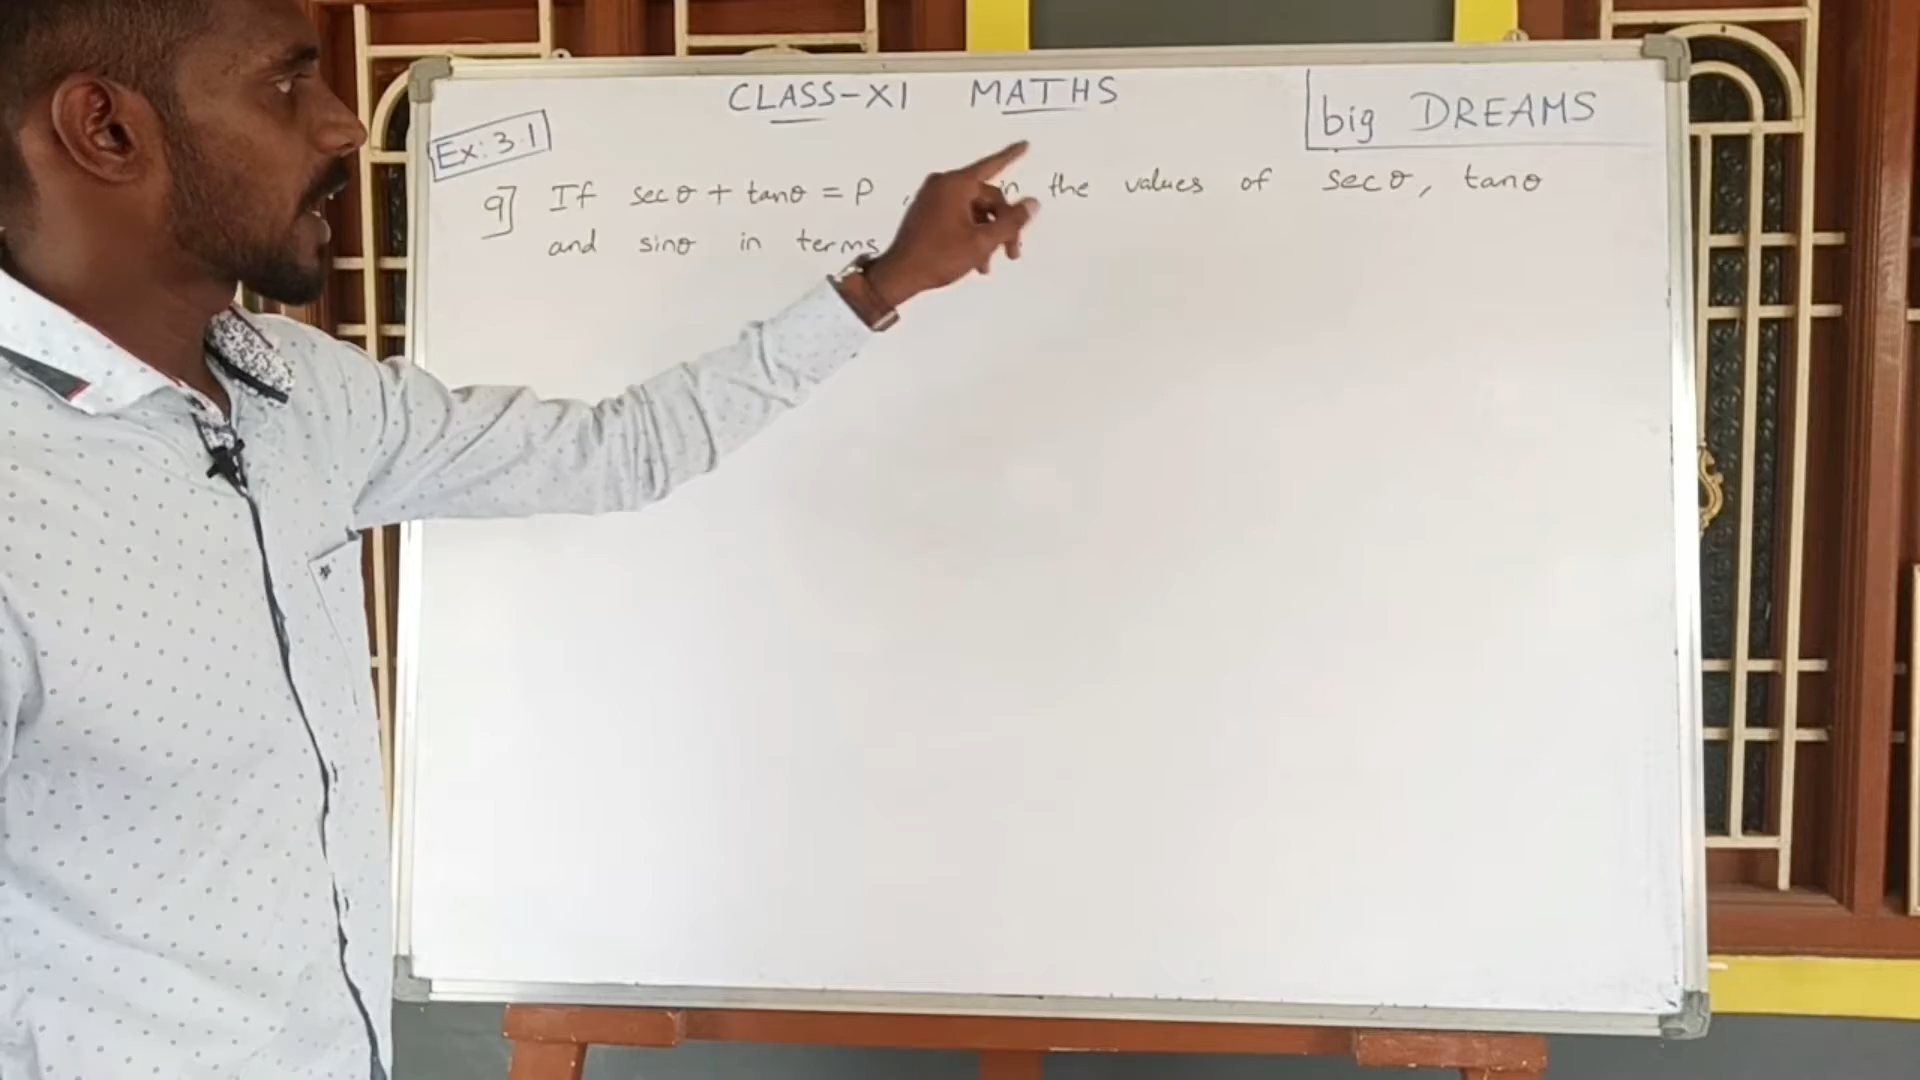 CLASS-XI MATHS
big DREAMS
Ex: 3.1
9] If secθ + tanθ = P , the values of secθ, tanθ
and sinθ in terms